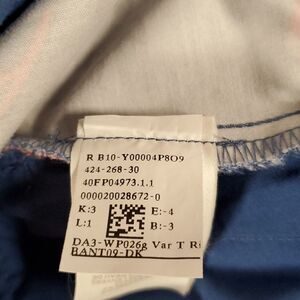 R B10-Y00004P8O9
424-268-30
40FP04973.1.1
000020028672-0
K:3 E:-4
L:1 B:-3
DA3-WP026g Var T Ri
BANT09-DK